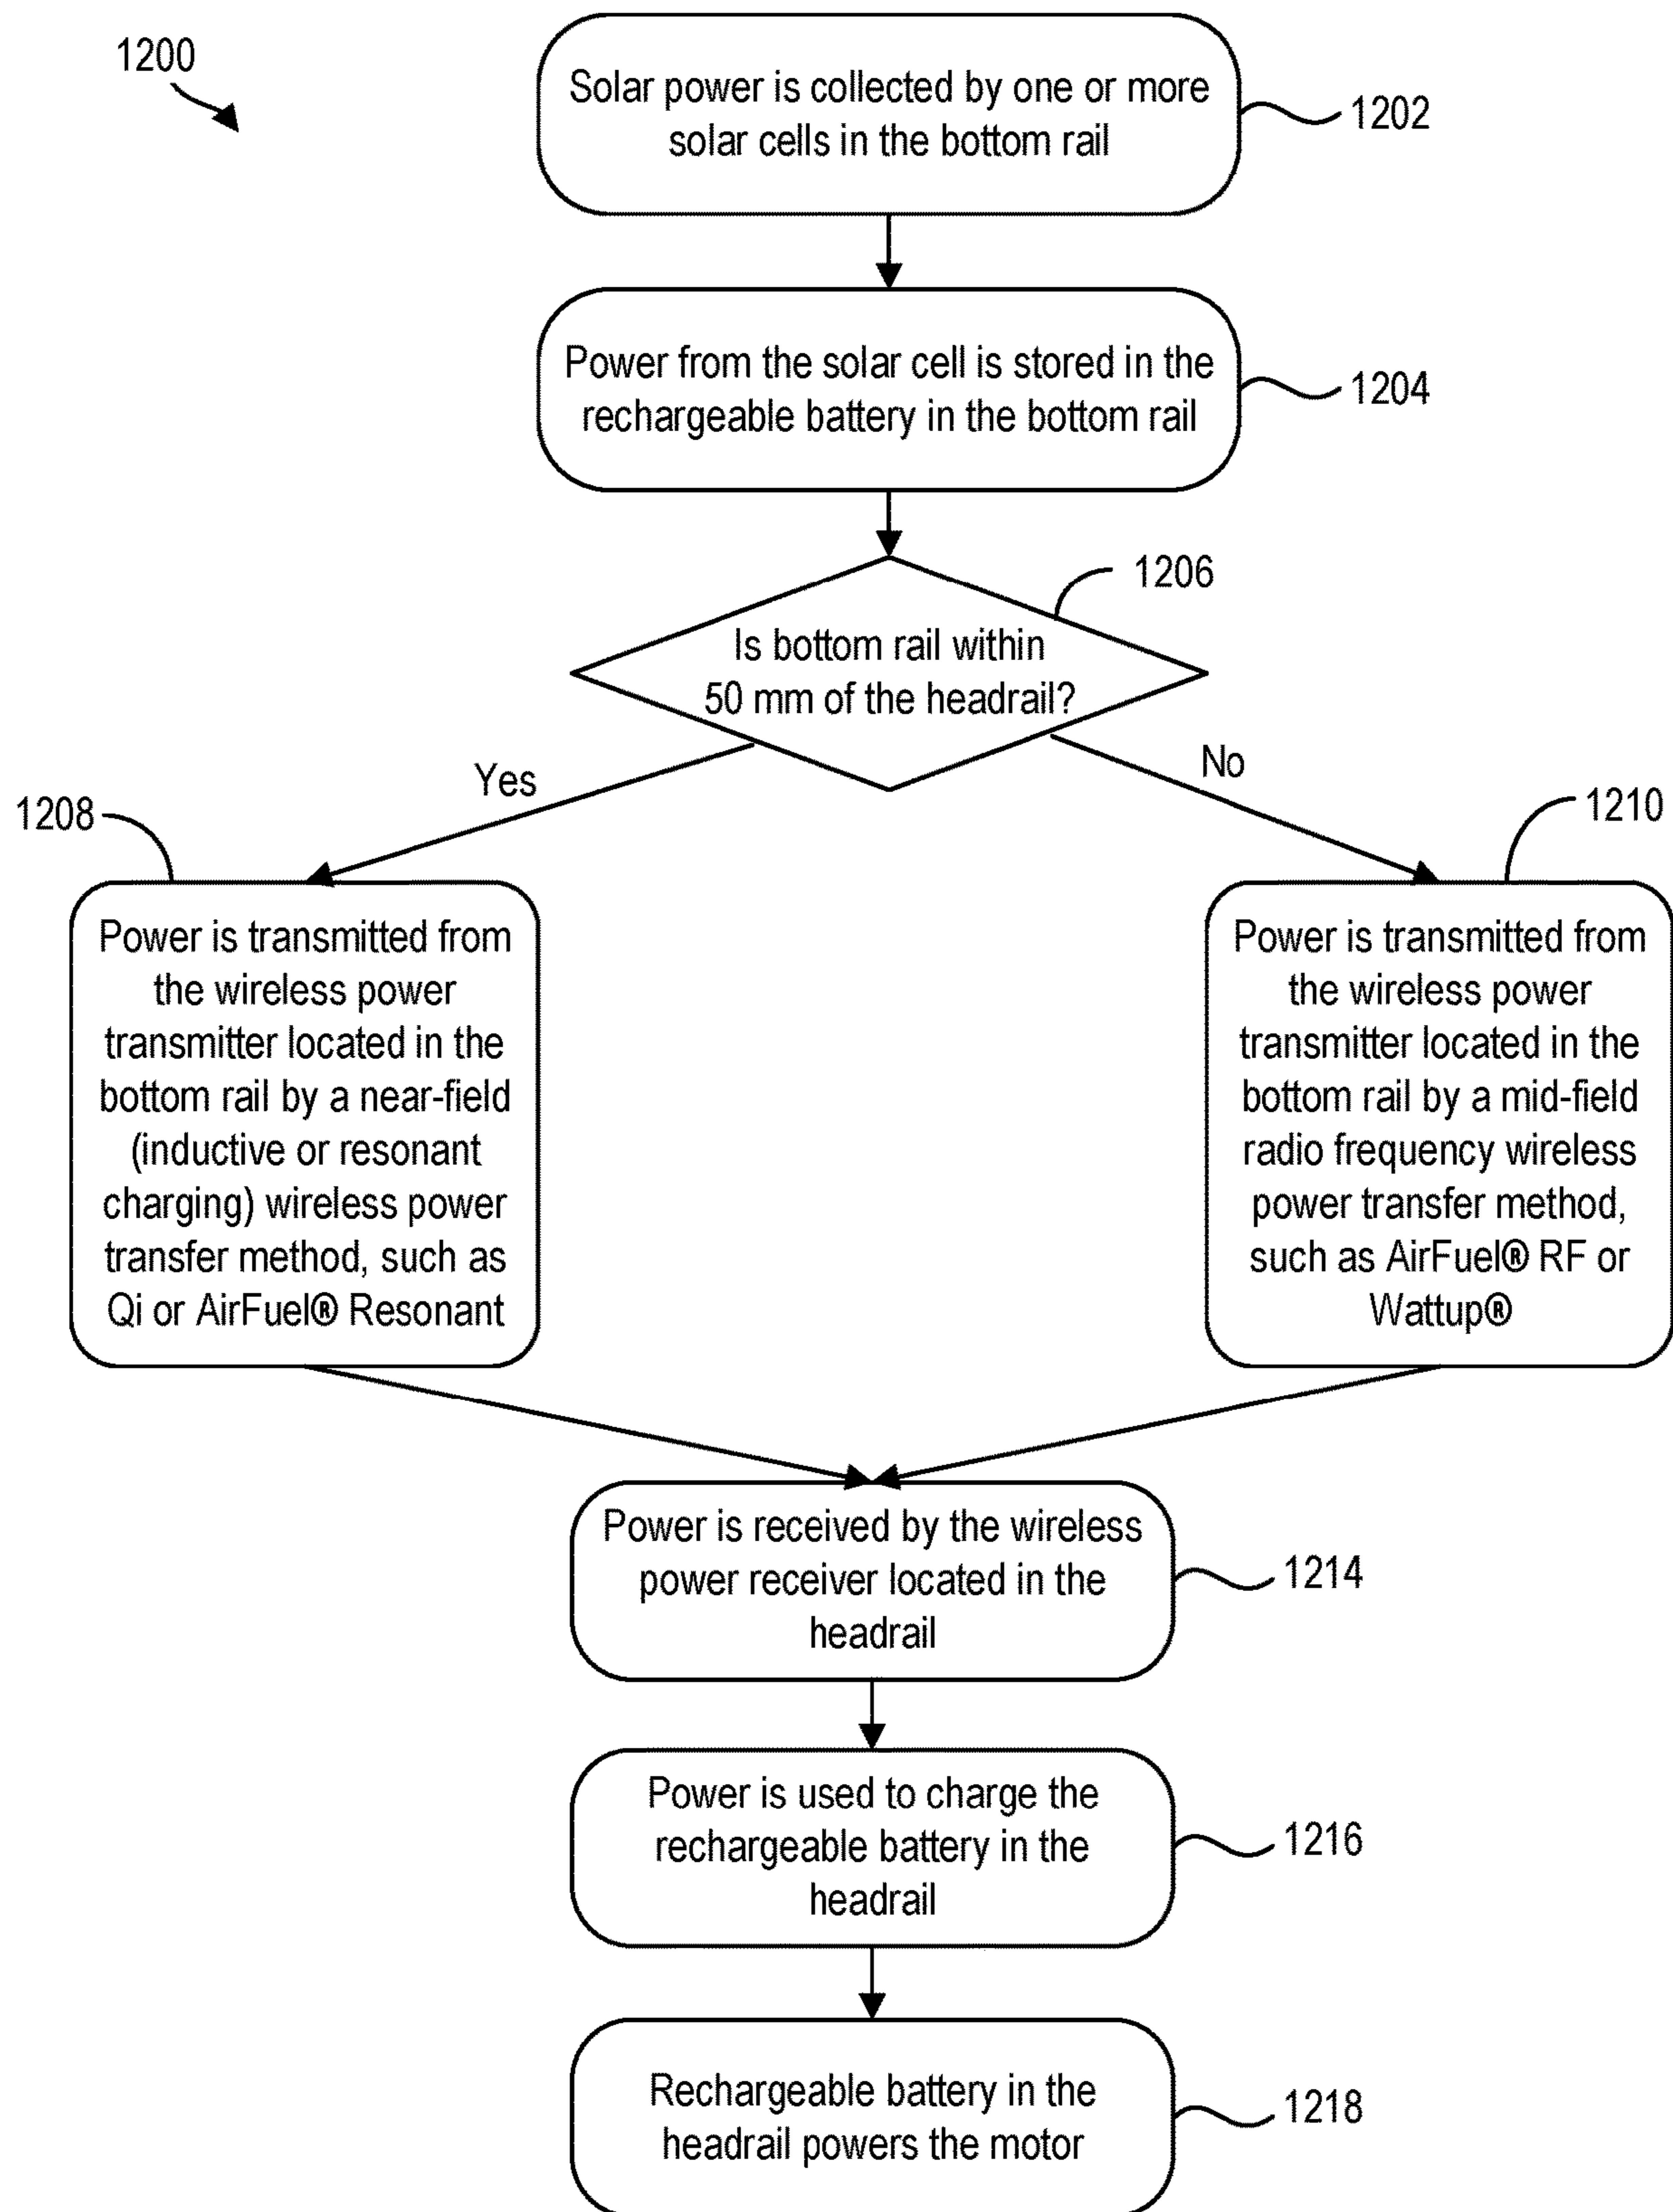 1200
Solar power is collected by one or more
solar cells in the bottom rail
1202
Power from the solar cell is stored in the
rechargeable battery in the bottom rail
1204
1206
Is bottom rail within
50 mm of the headrail?
Yes
No
1208
1210
Power is transmitted from
the wireless power
transmitter located in the
bottom rail by a near-field
(inductive or resonant
charging) wireless power
transfer method, such as
Qi or AirFuel® Resonant
Power is transmitted from
the wireless power
transmitter located in the
bottom rail by a mid-field
radio frequency wireless
power transfer method,
such as AirFuel® RF or
Wattup®
Power is received by the wireless
power receiver located in the
headrail
1214
Power is used to charge the
rechargeable battery in the
headrail
1216
Rechargeable battery in the
headrail powers the motor
1218